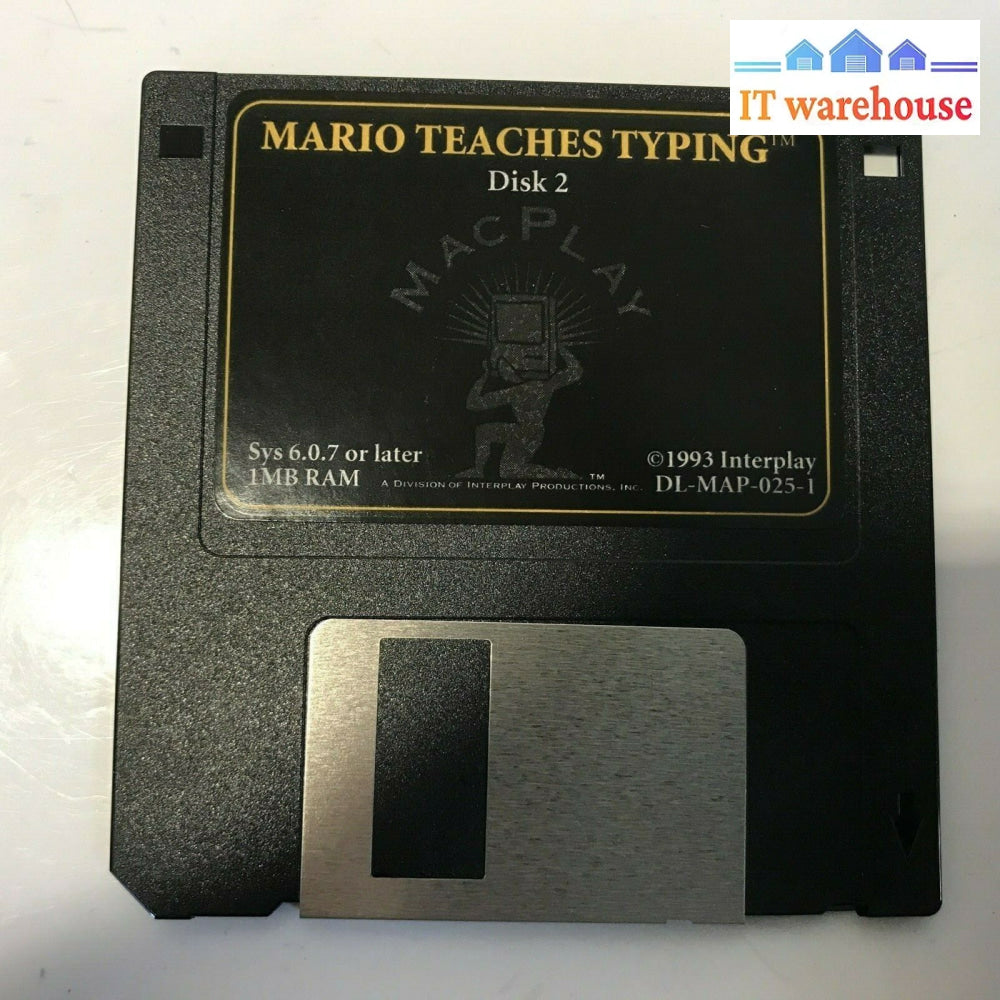 IT warehouse
MARIO TEACHES TYPING™
Disk 2
MACPLAY
Sys 6.0.7 or later
1MB RAM
™
A DIVISION OF INTERPLAY PRODUCTIONS, INC.
©1993 Interplay
DL-MAP-025-1